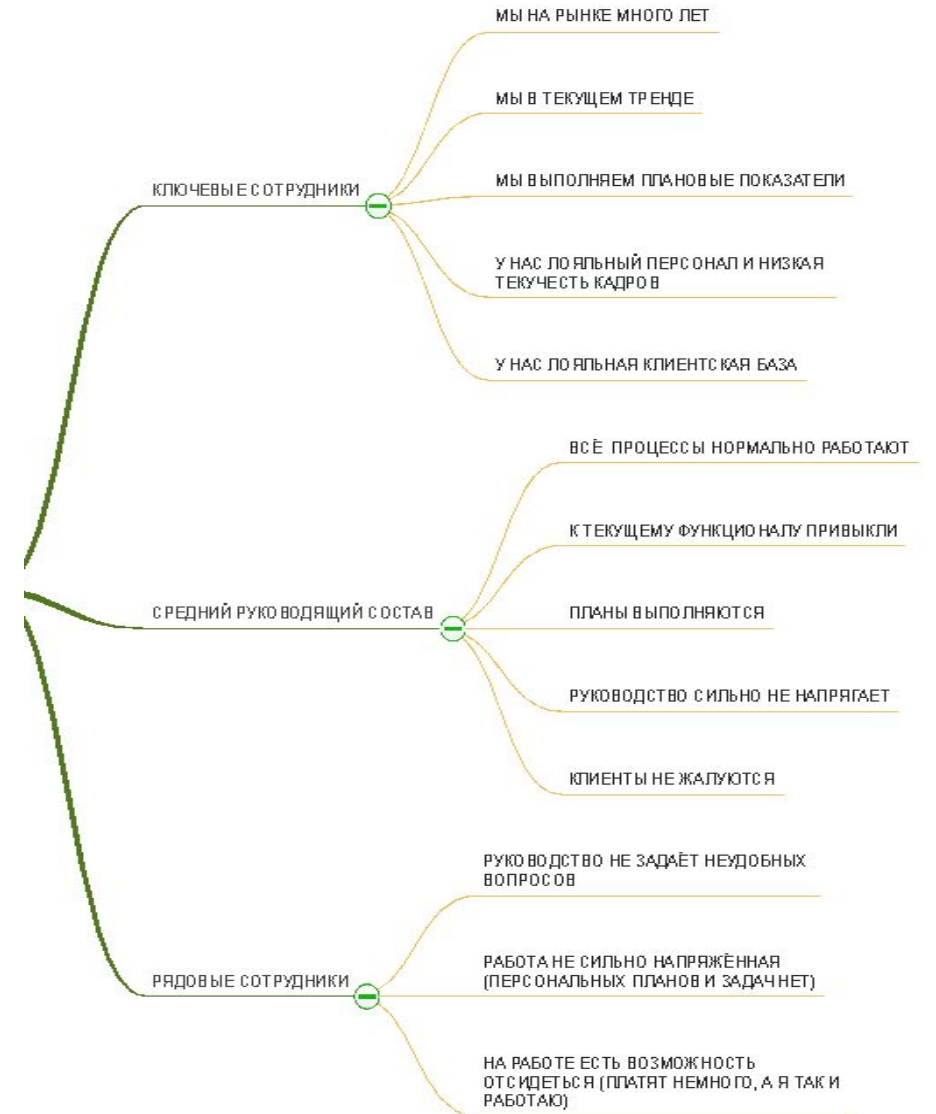 МЫ НА РЫНКЕ МНОГО ЛЕТ
МЫ В ТЕКУЩЕМ ТРЕНДЕ
КЛЮЧЕВЫЕ СОТРУДНИКИ
МЫ ВЫПОЛНЯЕМ ПЛАНОВЫЕ ПОКАЗАТЕЛИ
У НАС ЛОЯЛЬНЫЙ ПЕРСОНАЛ И НИЗКАЯ
ТЕКУЧЕСТЬ КАДРОВ
У НАС ЛОЯЛЬНАЯ КЛИЕНТСКАЯ БАЗА
ВСЁ ПРОЦЕССЫ НОРМАЛЬНО РАБОТАЮТ
К ТЕКУЩЕМУ ФУНКЦИОНАЛУ ПРИВЫКЛИ
СРЕДНИЙ РУКОВОДЯЩИЙ СОСТАВ
ПЛАНЫ ВЫПОЛНЯЮТСЯ
РУКОВОДСТВО СИЛЬНО НЕ НАПРЯГАЕТ
КЛИЕНТЫ НЕ ЖАЛУЮТСЯ
РУКОВОДСТВО НЕ ЗАДАЁТ НЕУДОБНЫХ
ВОПРОСОВ
РЯДОВЫЕ СОТРУДНИКИ
РАБОТА НЕ СИЛЬНО НАПРЯЖЁННАЯ
(ПЕРСОНАЛЬНЫХ ПЛАНОВ И ЗАДАЧ НЕТ)
НА РАБОТЕ ЕСТЬ ВОЗМОЖНОСТЬ
ОТСИДЕТЬСЯ (ПЛАТЯТ НЕМНОГО, А Я ТАК И
РАБОТАЮ)